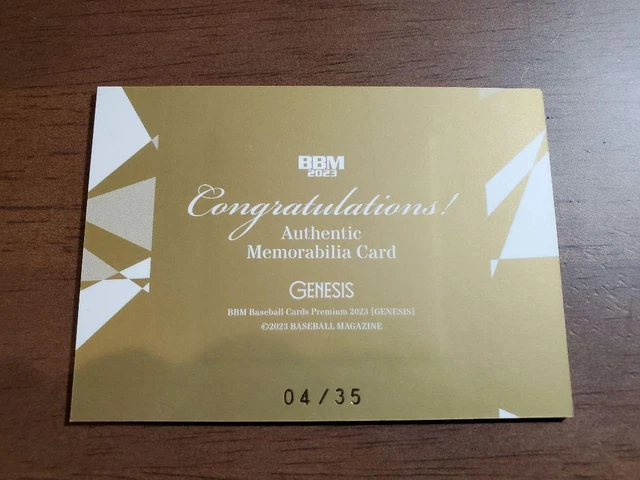 BBM
2023
Congratulations!
Authentic
Memorabilia Card
GENESIS
BBM Baseball Cards Premium 2023 [GENESIS]
©2023 BASEBALL MAGAZINE
04/35